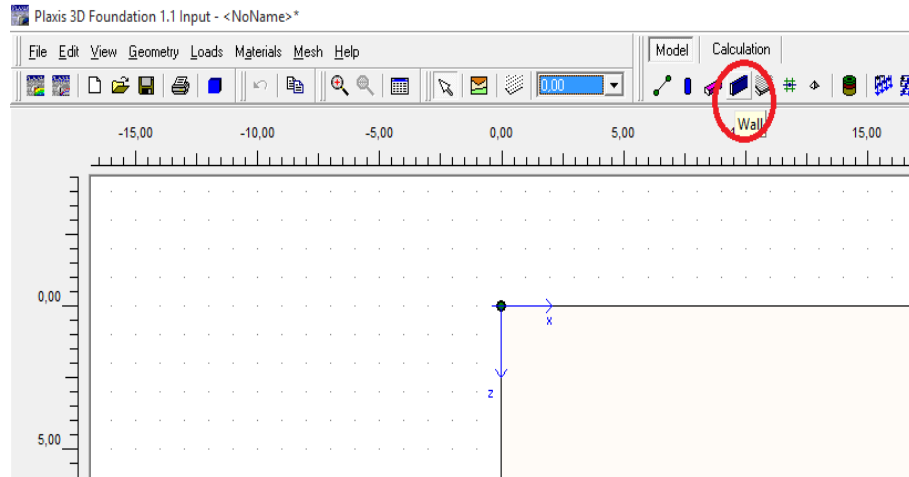 Plaxis 3D Foundation 1.1 Input - <NoName>*
File Edit View Geometry Loads Materials Mesh Help
Model Calculation
0,00
Wall
-15,00 -10,00 -5,00 0,00 5,00 15,00
0,00
x
z
5,00